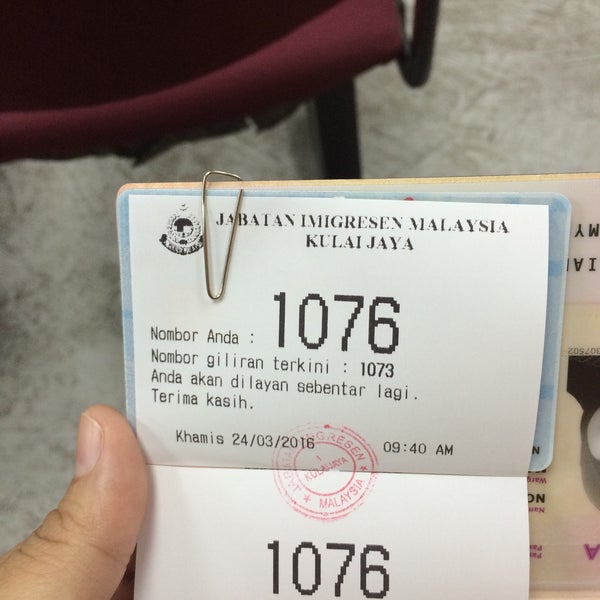 JABATAN IMIGRESEN MALAYSIA
KULAI JAYA
Nombor Anda : 1076
Nombor giliran terkini : 1073
Anda akan dilayan sebentar lagi.
Terima kasih.
Khamis 24/03/2016 09:40 AM
IMIGRESEN
MALAYSIA
1076